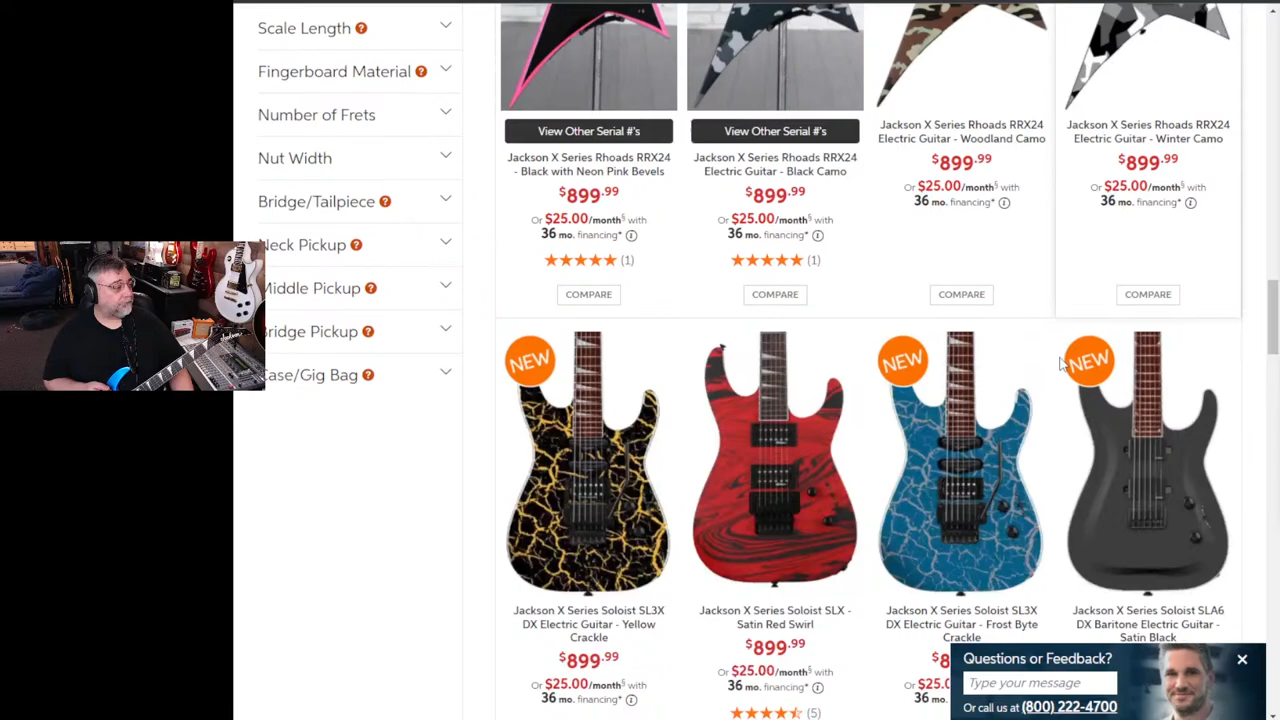 Scale Length ?
Fingerboard Material ?
Number of Frets
Nut Width
Bridge/Tailpiece ?
Neck Pickup ?
Middle Pickup ?
Bridge Pickup ?
Case/Gig Bag ?
View Other Serial #'s
Jackson X Series Rhoads RRX24
- Black with Neon Pink Bevels
$899.99
Or $25.00/month§ with
36 mo. financing* i
(1)
COMPARE
View Other Serial #'s
Jackson X Series Rhoads RRX24
Electric Guitar - Black Camo
$899.99
Or $25.00/month§ with
36 mo. financing* i
(1)
COMPARE
Jackson X Series Rhoads RRX24
Electric Guitar - Woodland Camo
$899.99
Or $25.00/month§ with
36 mo. financing* i
COMPARE
Jackson X Series Rhoads RRX24
Electric Guitar - Winter Camo
$899.99
Or $25.00/month§ with
36 mo. financing* i
COMPARE
NEW
Jackson X Series Soloist SL3X
DX Electric Guitar - Yellow
Crackle
$899.99
Or $25.00/month§ with
36 mo. financing* i
Jackson X Series Soloist SLX -
Satin Red Swirl
$899.99
Or $25.00/month§ with
36 mo. financing* i
(5)
NEW
Jackson X Series Soloist SL3X
DX Electric Guitar - Frost Byte
Crackle
$8
Or $25.0
36 mo.
NEW
Jackson X Series Soloist SLA6
DX Baritone Electric Guitar -
Satin Black
Questions or Feedback?
Type your message
Or call us at (800) 222-4700